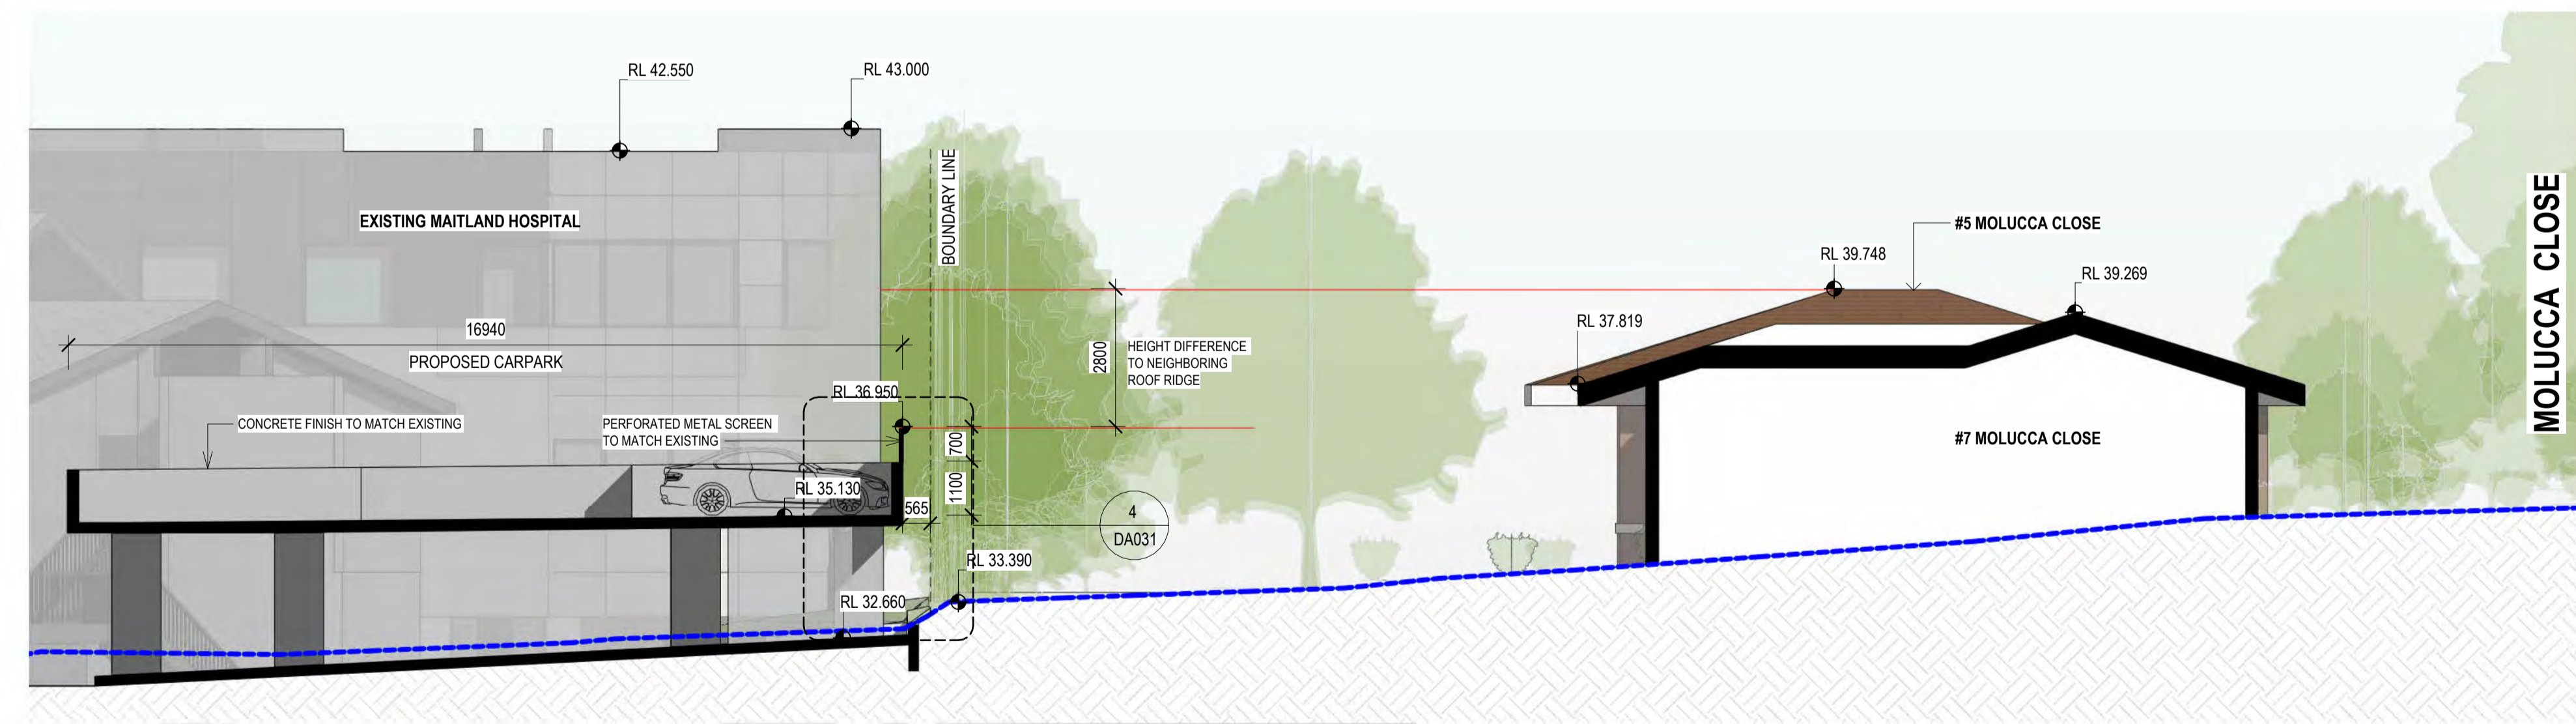 RL 42.550
RL 43.000
EXISTING MAITLAND HOSPITAL
BOUNDARY LINE
#5 MOLUCCA CLOSE
RL 39.748
RL 39.269
MOLUCCA CLOSE
16940
PROPOSED CARPARK
RL 37.819
2800
HEIGHT DIFFERENCE
TO NEIGHBORING
ROOF RIDGE
RL 36.950
CONCRETE FINISH TO MATCH EXISTING
PERFORATED METAL SCREEN
TO MATCH EXISTING
700
#7 MOLUCCA CLOSE
RL 35.130
1100
565
4
DA031
RL 33.390
RL 32.660